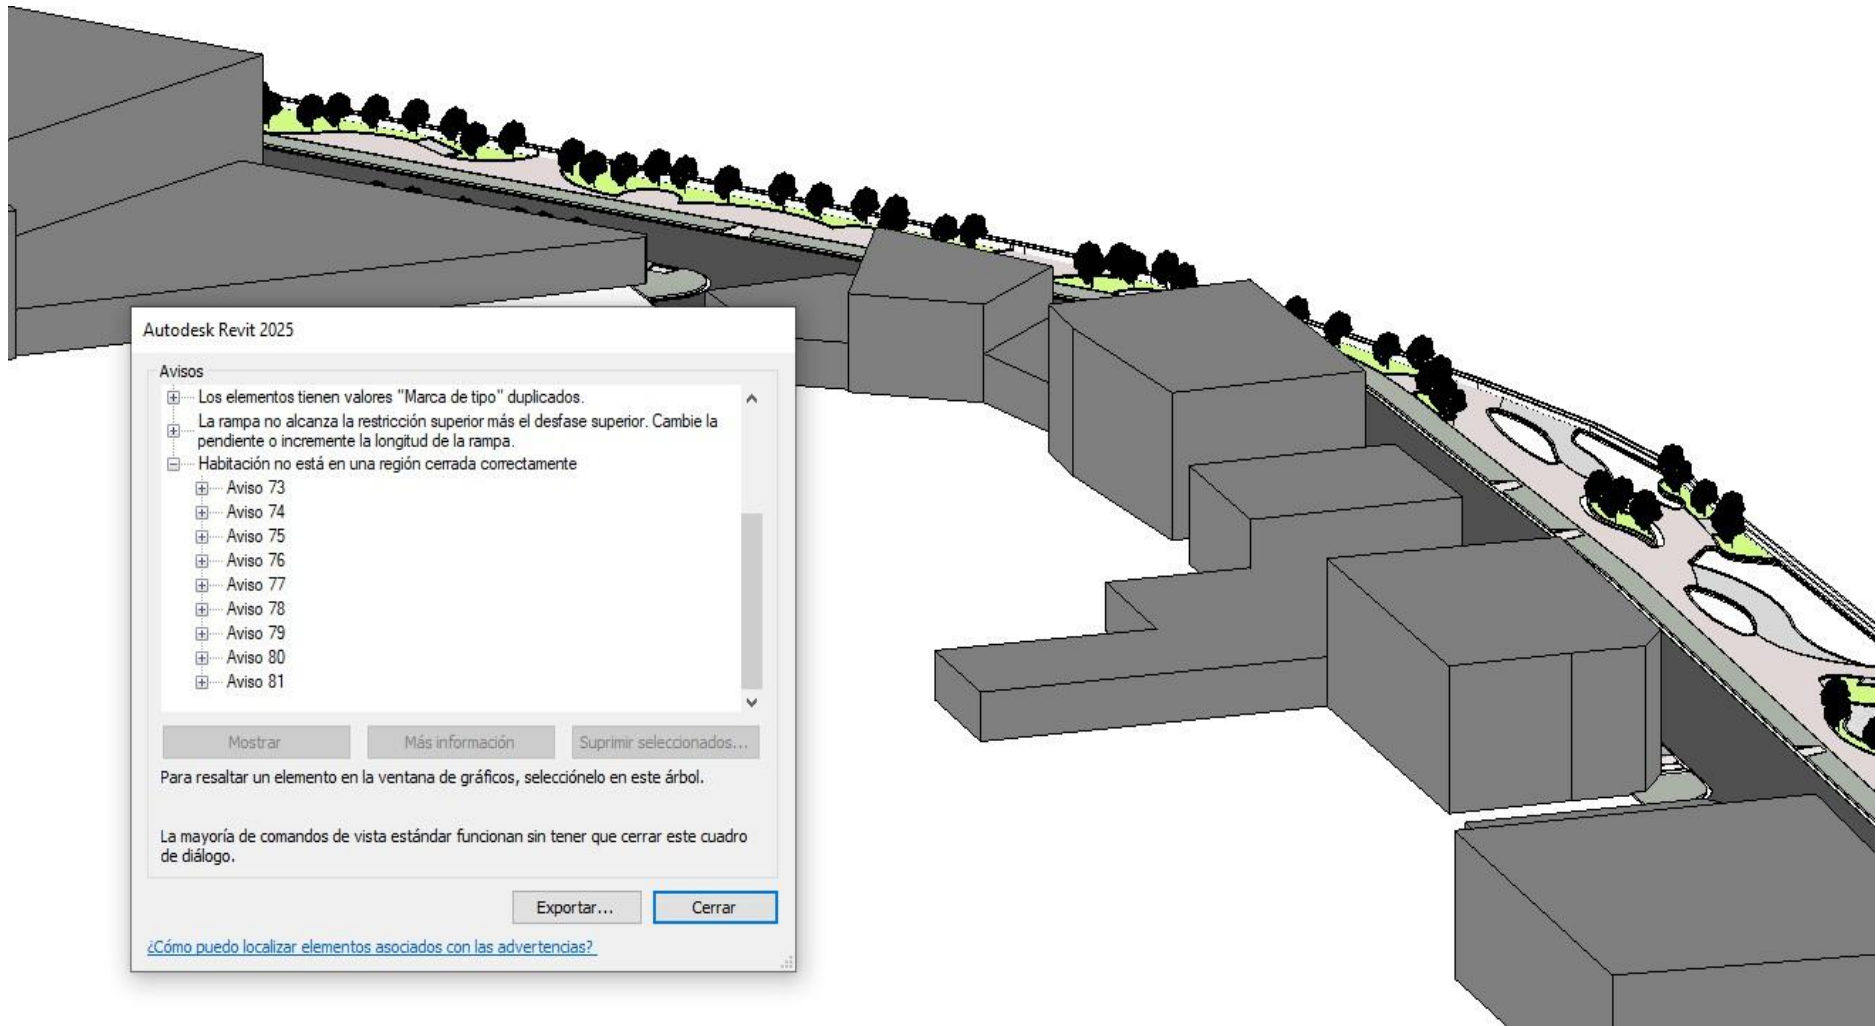 Autodesk Revit 2025
Avisos
Los elementos tienen valores "Marca de tipo" duplicados.
La rampa no alcanza la restricción superior más el desfase superior. Cambie la
pendiente o incremente la longitud de la rampa.
Habitación no está en una región cerrada correctamente
Aviso 73
Aviso 74
Aviso 75
Aviso 76
Aviso 77
Aviso 78
Aviso 79
Aviso 80
Aviso 81
Mostrar Más información Suprimir seleccionados...
Para resaltar un elemento en la ventana de gráficos, selecciónelo en este árbol.
La mayoría de comandos de vista estándar funcionan sin tener que cerrar este cuadro
de diálogo.
Exportar... Cerrar
¿Cómo puedo localizar elementos asociados con las advertencias?